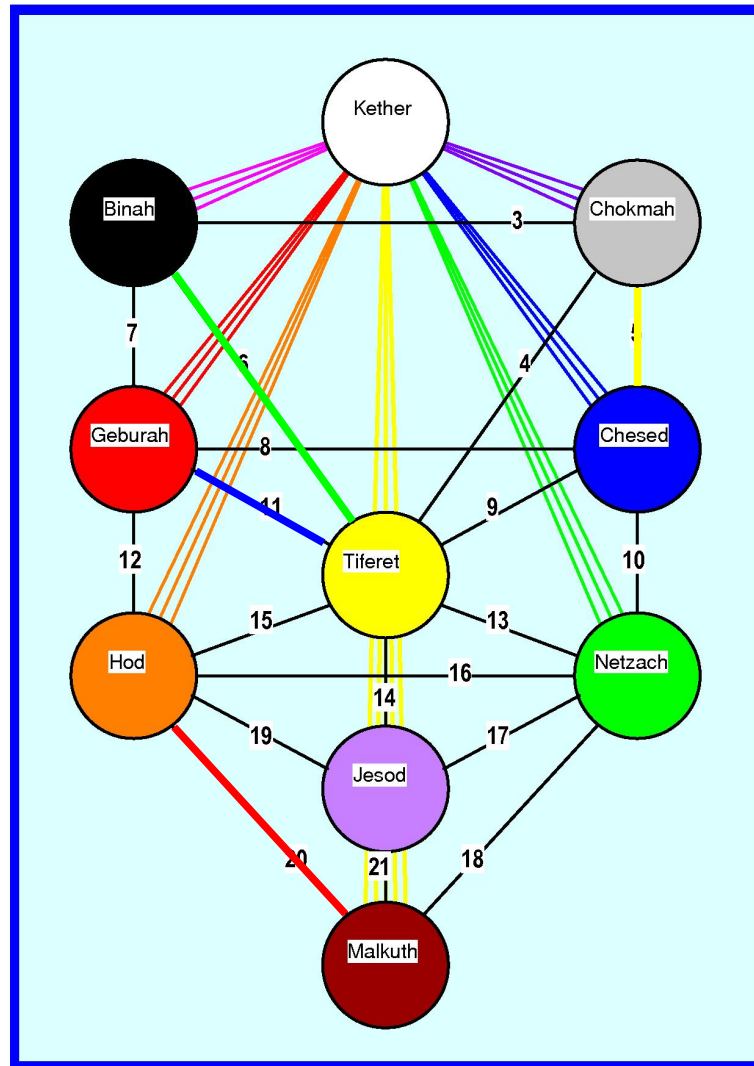 Kether
Binah
Chokmah
3
7
6
4
5
Geburah
8
Chesed
11
9
12
Tiferet
10
15
13
Hod
16
Netzach
14
19
17
Jesod
20
21
18
Malkuth